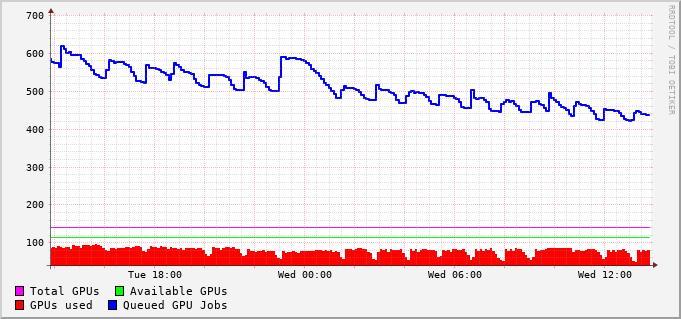 700
600
500
400
300
200
100
Tue 18:00 Wed 00:00 Wed 06:00 Wed 12:00
Total GPUs Available GPUs
GPUs used Queued GPU Jobs
RRDTOOL / TOBI OETIKER